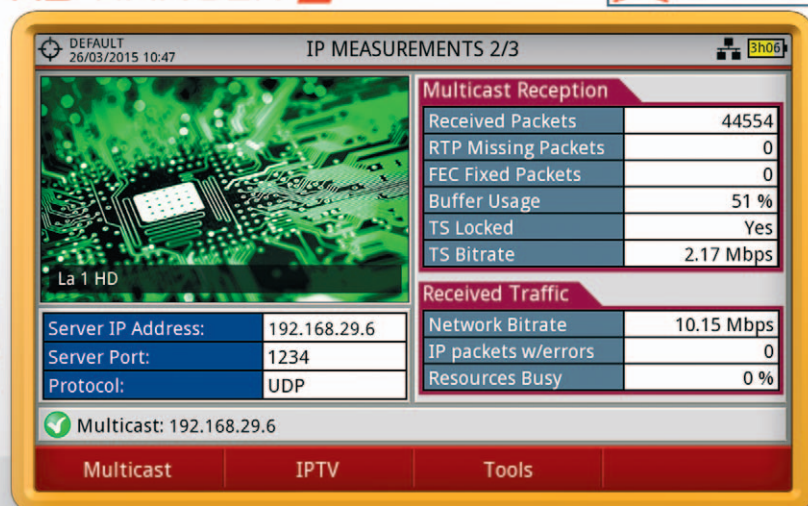 DEFAULT
26/03/2015 10:47
IP MEASUREMENTS 2/3
3h06
La 1 HD
Server IP Address: 192.168.29.6
Server Port: 1234
Protocol: UDP
Multicast Reception
Received Packets 44554
RTP Missing Packets 0
FEC Fixed Packets 0
Buffer Usage 51 %
TS Locked Yes
TS Bitrate 2.17 Mbps
Received Traffic
Network Bitrate 10.15 Mbps
IP packets w/errors 0
Resources Busy 0 %
Multicast: 192.168.29.6
Multicast IPTV Tools